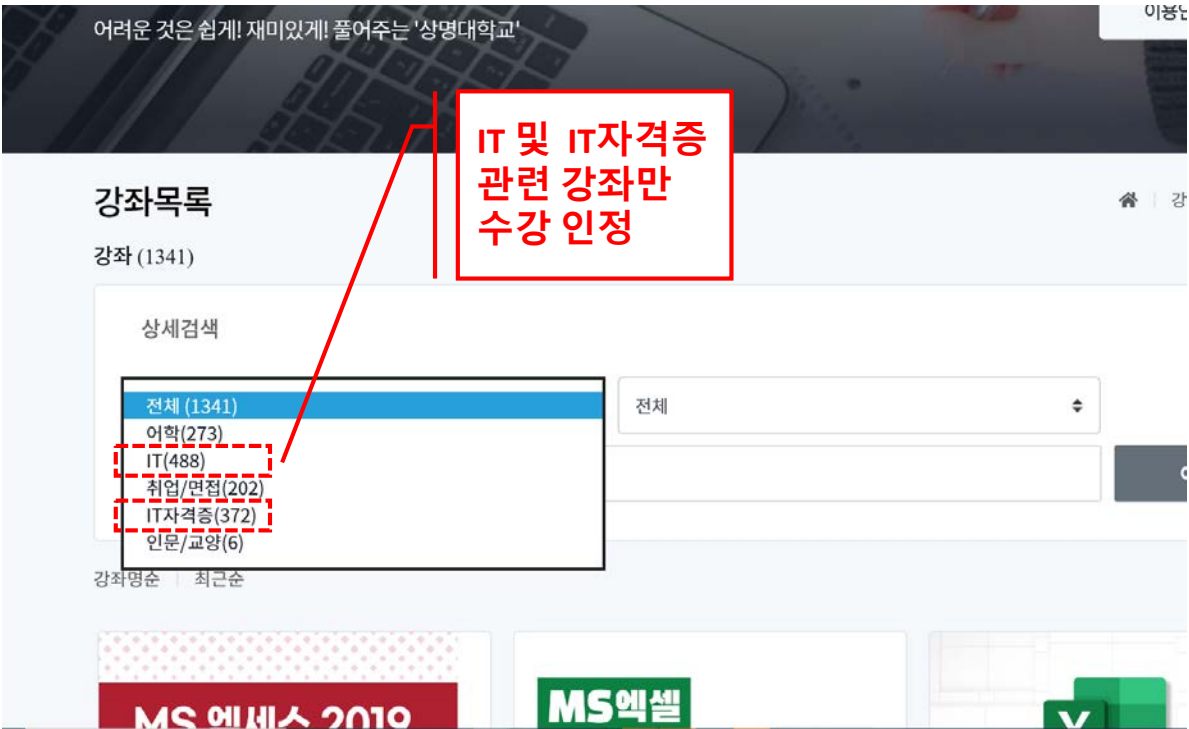 어려운 것은 쉽게! 재미있게! 풀어주는 '상명대학교'
IT 및 IT자격증
관련 강좌만
수강 인정
강좌목록
강좌 (1341)
상세검색
전체 (1341)
어학(273)
IT(488)
취업/면접(202)
IT자격증(372)
인문/교양(6)
전체
강좌명순 | 최근순
MS 엑세스 2019
MS엑셀
X